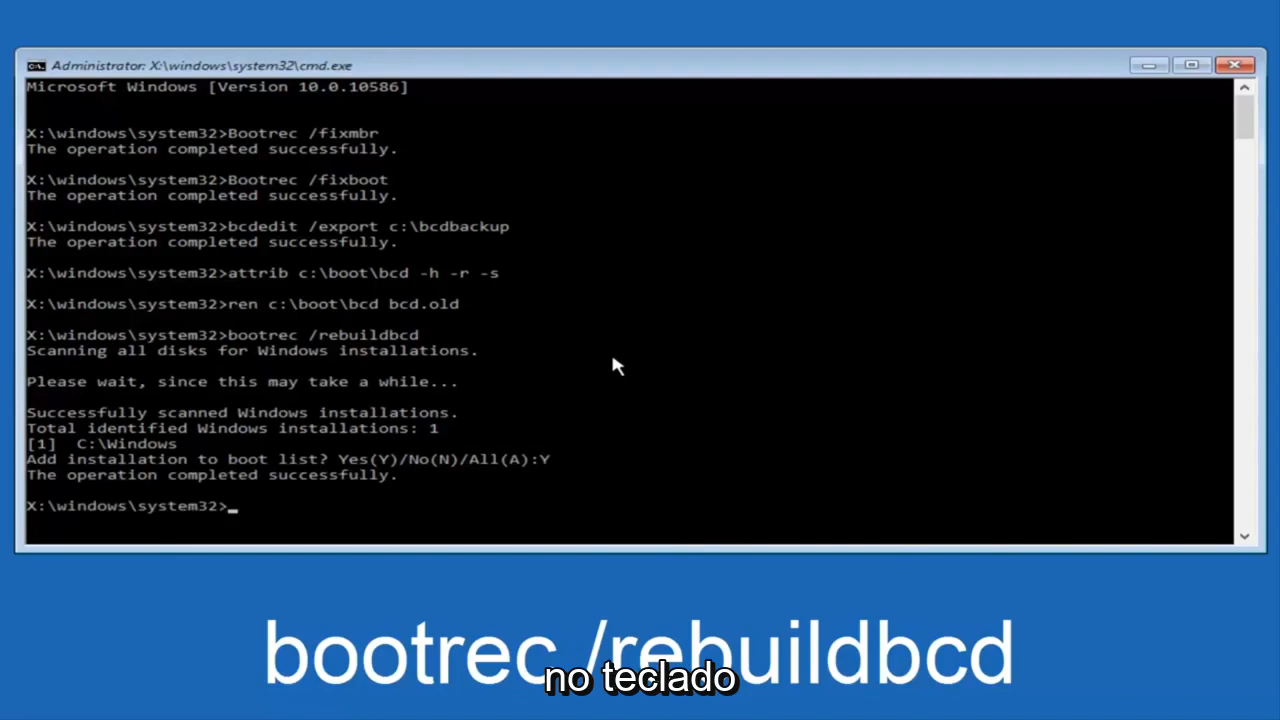 Administrator: X:\windows\system32\cmd.exe
Microsoft Windows [Version 10.0.10586]
X:\windows\system32>Bootrec /fixmbr
The operation completed successfully.
X:\windows\system32>Bootrec /fixboot
The operation completed successfully.
X:\windows\system32>bcdedit /export c:\bcdbackup
The operation completed successfully.
X:\windows\system32>attrib c:\boot\bcd -h -r -s
X:\windows\system32>ren c:\boot\bcd bcd.old
X:\windows\system32>bootrec /rebuildbcd
Scanning all disks for Windows installations.
Please wait, since this may take a while...
Successfully scanned Windows installations.
Total identified Windows installations: 1
[1]  C:\Windows
Add installation to boot list? Yes(Y)/No(N)/All(A):Y
The operation completed successfully.
X:\windows\system32>_
bootrec /rebuildbcd
no teclado